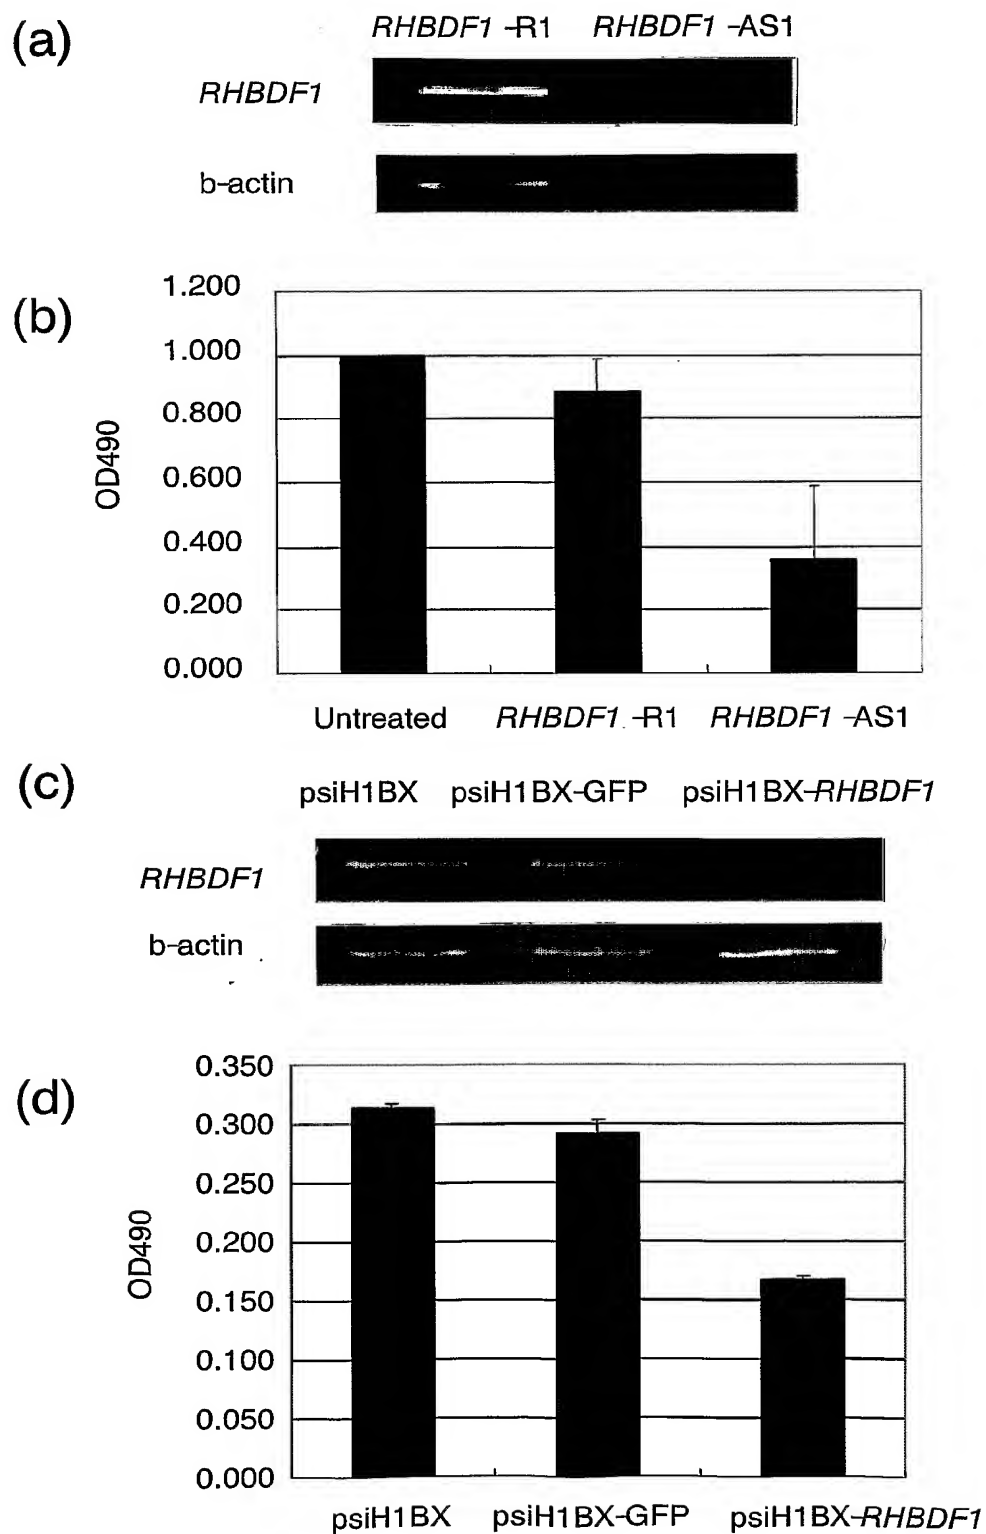 (a)
RHBDF1 -R1 RHBDF1 -AS1
RHBDF1
b-actin
(b)
1.200
1.000
0.800
0.600
0.400
0.200
0.000
OD490
Untreated RHBDF1 -R1 RHBDF1 -AS1
(c)
psiH1BX psiH1BX-GFP psiH1BX-RHBDF1
RHBDF1
b-actin
(d)
0.350
0.300
0.250
0.200
0.150
0.100
0.050
0.000
OD490
psiH1BX psiH1BX-GFP psiH1BX-RHBDF1